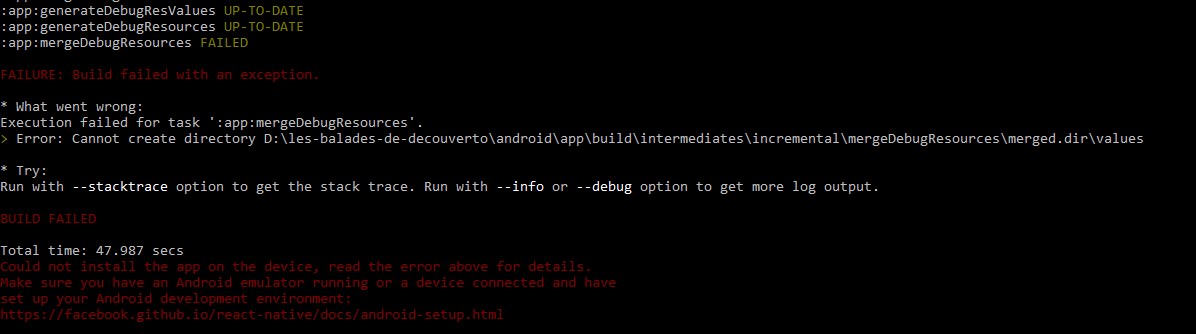 :app:generateDebugResValues UP-TO-DATE
:app:generateDebugResources UP-TO-DATE
:app:mergeDebugResources FAILED
FAILURE: Build failed with an exception.
* What went wrong:
Execution failed for task ':app:mergeDebugResources'.
> Error: Cannot create directory D:\les-balades-de-decouverto\android\app\build\intermediates\incremental\mergeDebugResources\merged.dir\values
* Try:
Run with --stacktrace option to get the stack trace. Run with --info or --debug option to get more log output.
BUILD FAILED
Total time: 47.987 secs
Could not install the app on the device, read the error above for details.
Make sure you have an Android emulator running or a device connected and have
set up your Android development environment:
https://facebook.github.io/react-native/docs/android-setup.html